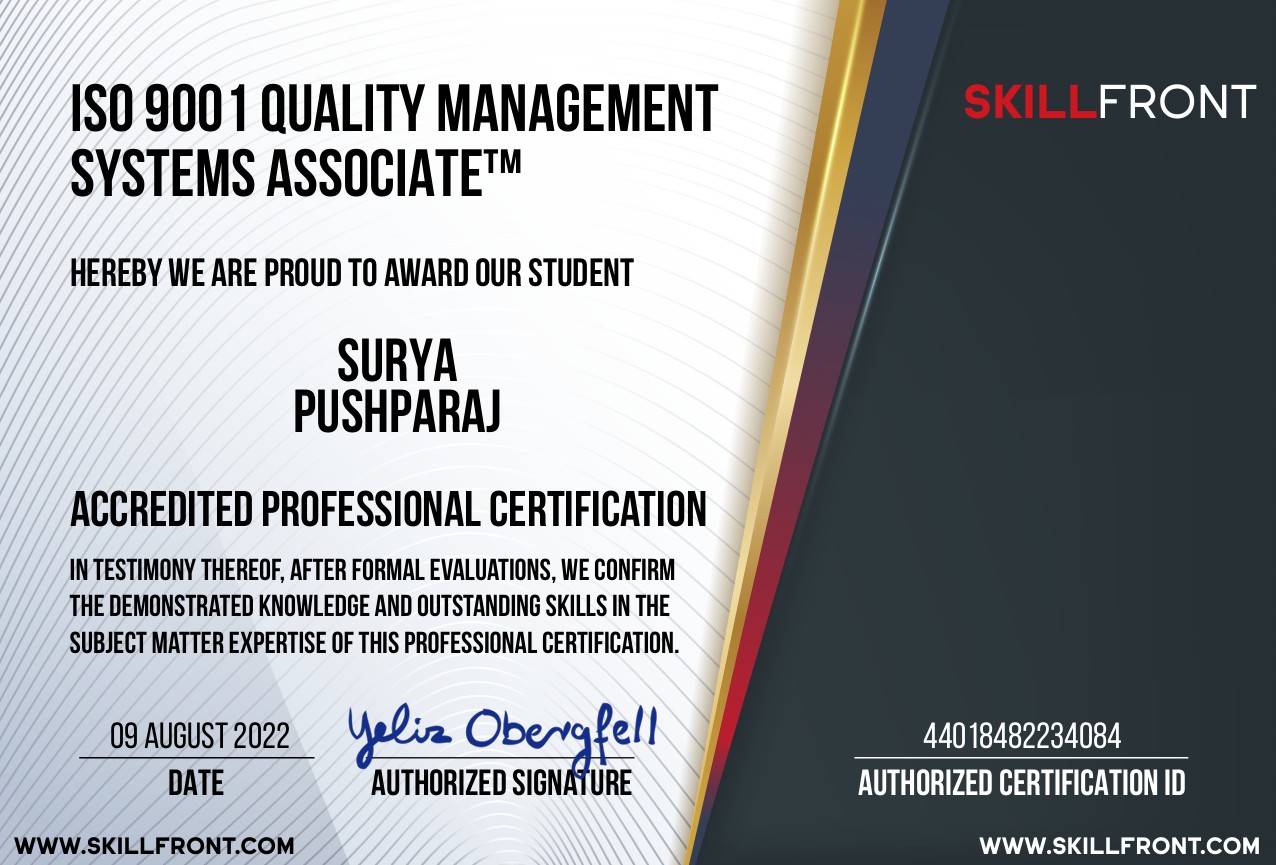 SKILLFRONT
ISO 9001 QUALITY MANAGEMENT
SYSTEMS ASSOCIATE™
HEREBY WE ARE PROUD TO AWARD OUR STUDENT
SURYA
PUSHPARAJ
ACCREDITED PROFESSIONAL CERTIFICATION
IN TESTIMONY THEREOF, AFTER FORMAL EVALUATIONS, WE CONFIRM
THE DEMONSTRATED KNOWLEDGE AND OUTSTANDING SKILLS IN THE
SUBJECT MATTER EXPERTISE OF THIS PROFESSIONAL CERTIFICATION.
09 AUGUST 2022
DATE
Yeliz Obergfell
AUTHORIZED SIGNATURE
44018482234084
AUTHORIZED CERTIFICATION ID
WWW.SKILLFRONT.COM
WWW.SKILLFRONT.COM